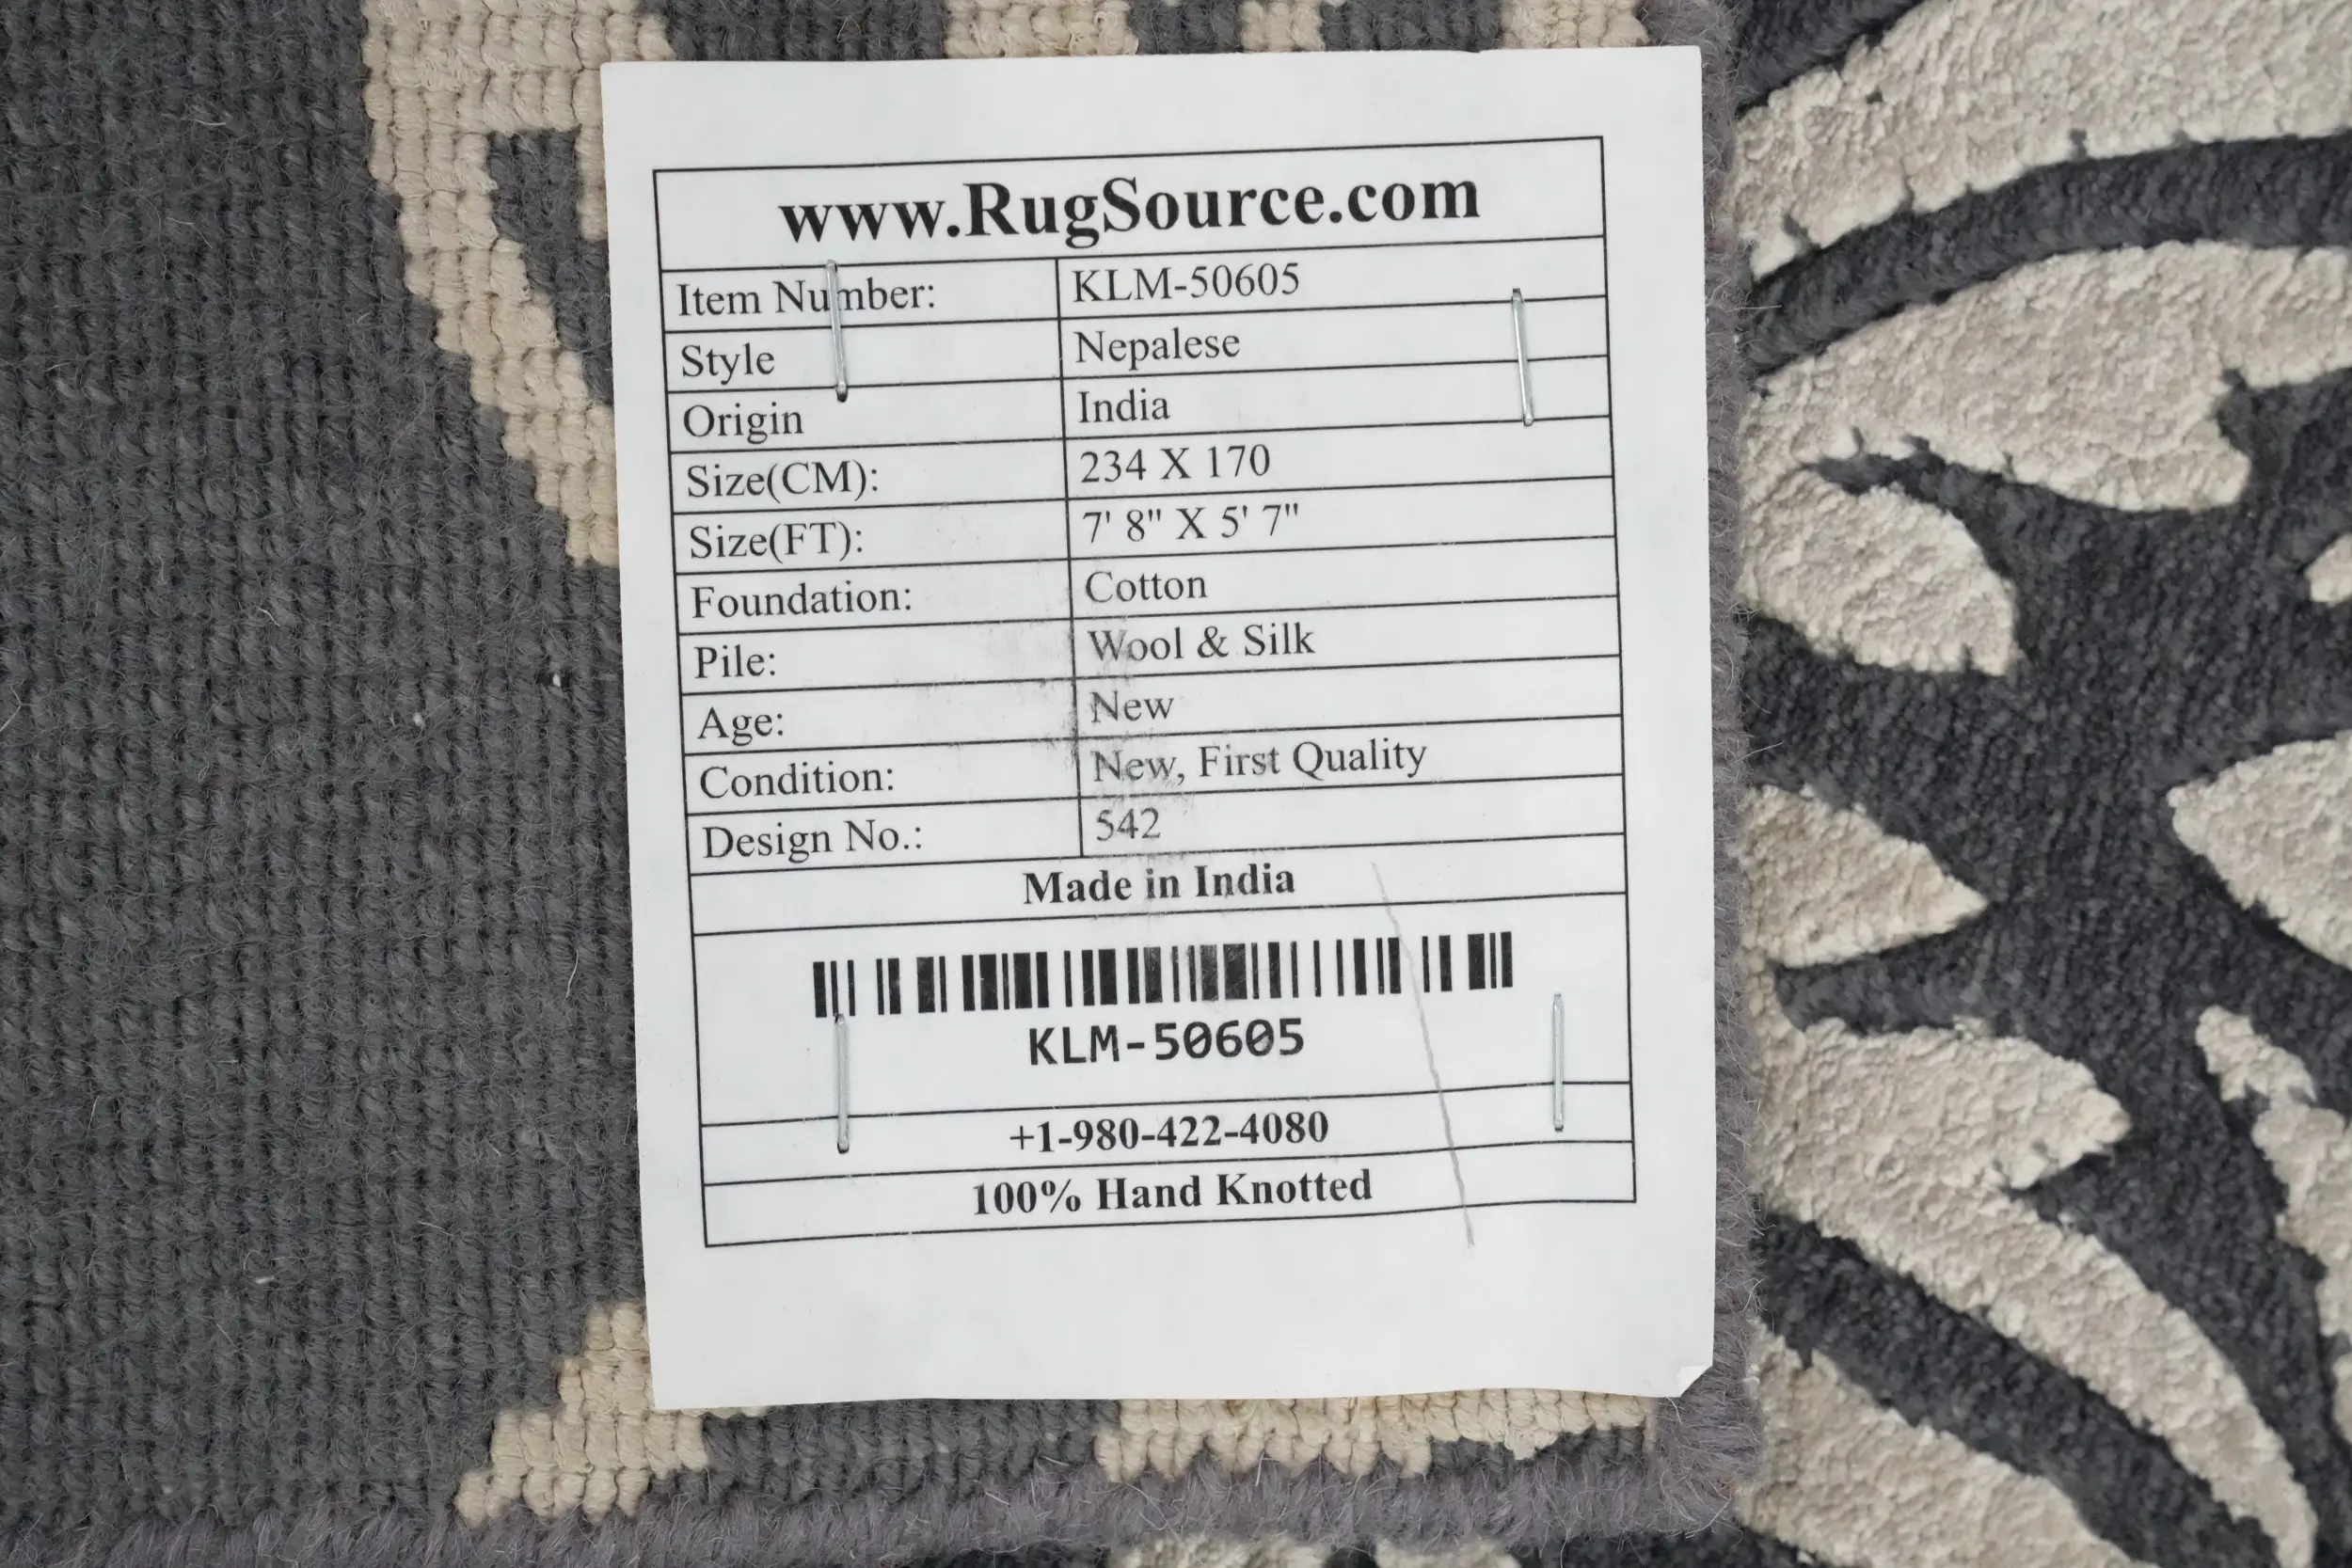 www.RugSource.com
Item Number: KLM-50605
Style Nepalese
Origin India
Size(CM): 234 X 170
Size(FT): 7' 8" X 5' 7"
Foundation: Cotton
Pile: Wool & Silk
Age: New
Condition: New, First Quality
Design No.: 542
Made in India
KLM-50605
+1-980-422-4080
100% Hand Knotted